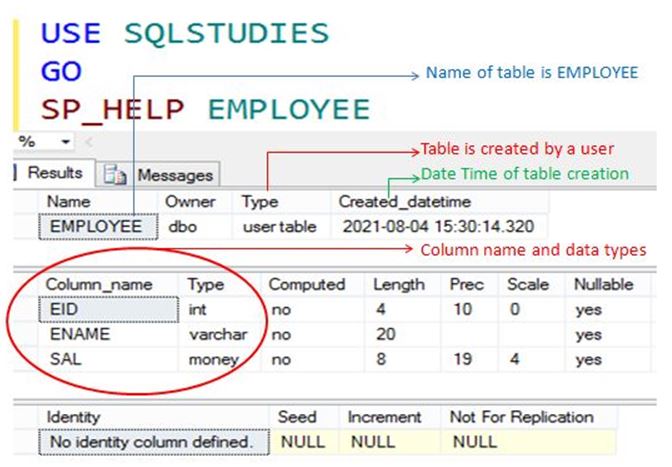 USE SQLSTUDIES
GO
Name of table is EMPLOYEE
SP_HELP EMPLOYEE
%
Table is created by a user
Results Messages
Date Time of table creation
Name Owner Type Created_datetime
EMPLOYEE dbo user table 2021-08-04 15:30:14.320
Column name and data types
Column_name Type Computed Length Prec Scale Nullable
EID int no 4 10 0 yes
ENAME varchar no 20 yes
SAL money no 8 19 4 yes
Identity Seed Increment Not For Replication
No identity column defined. NULL NULL NULL